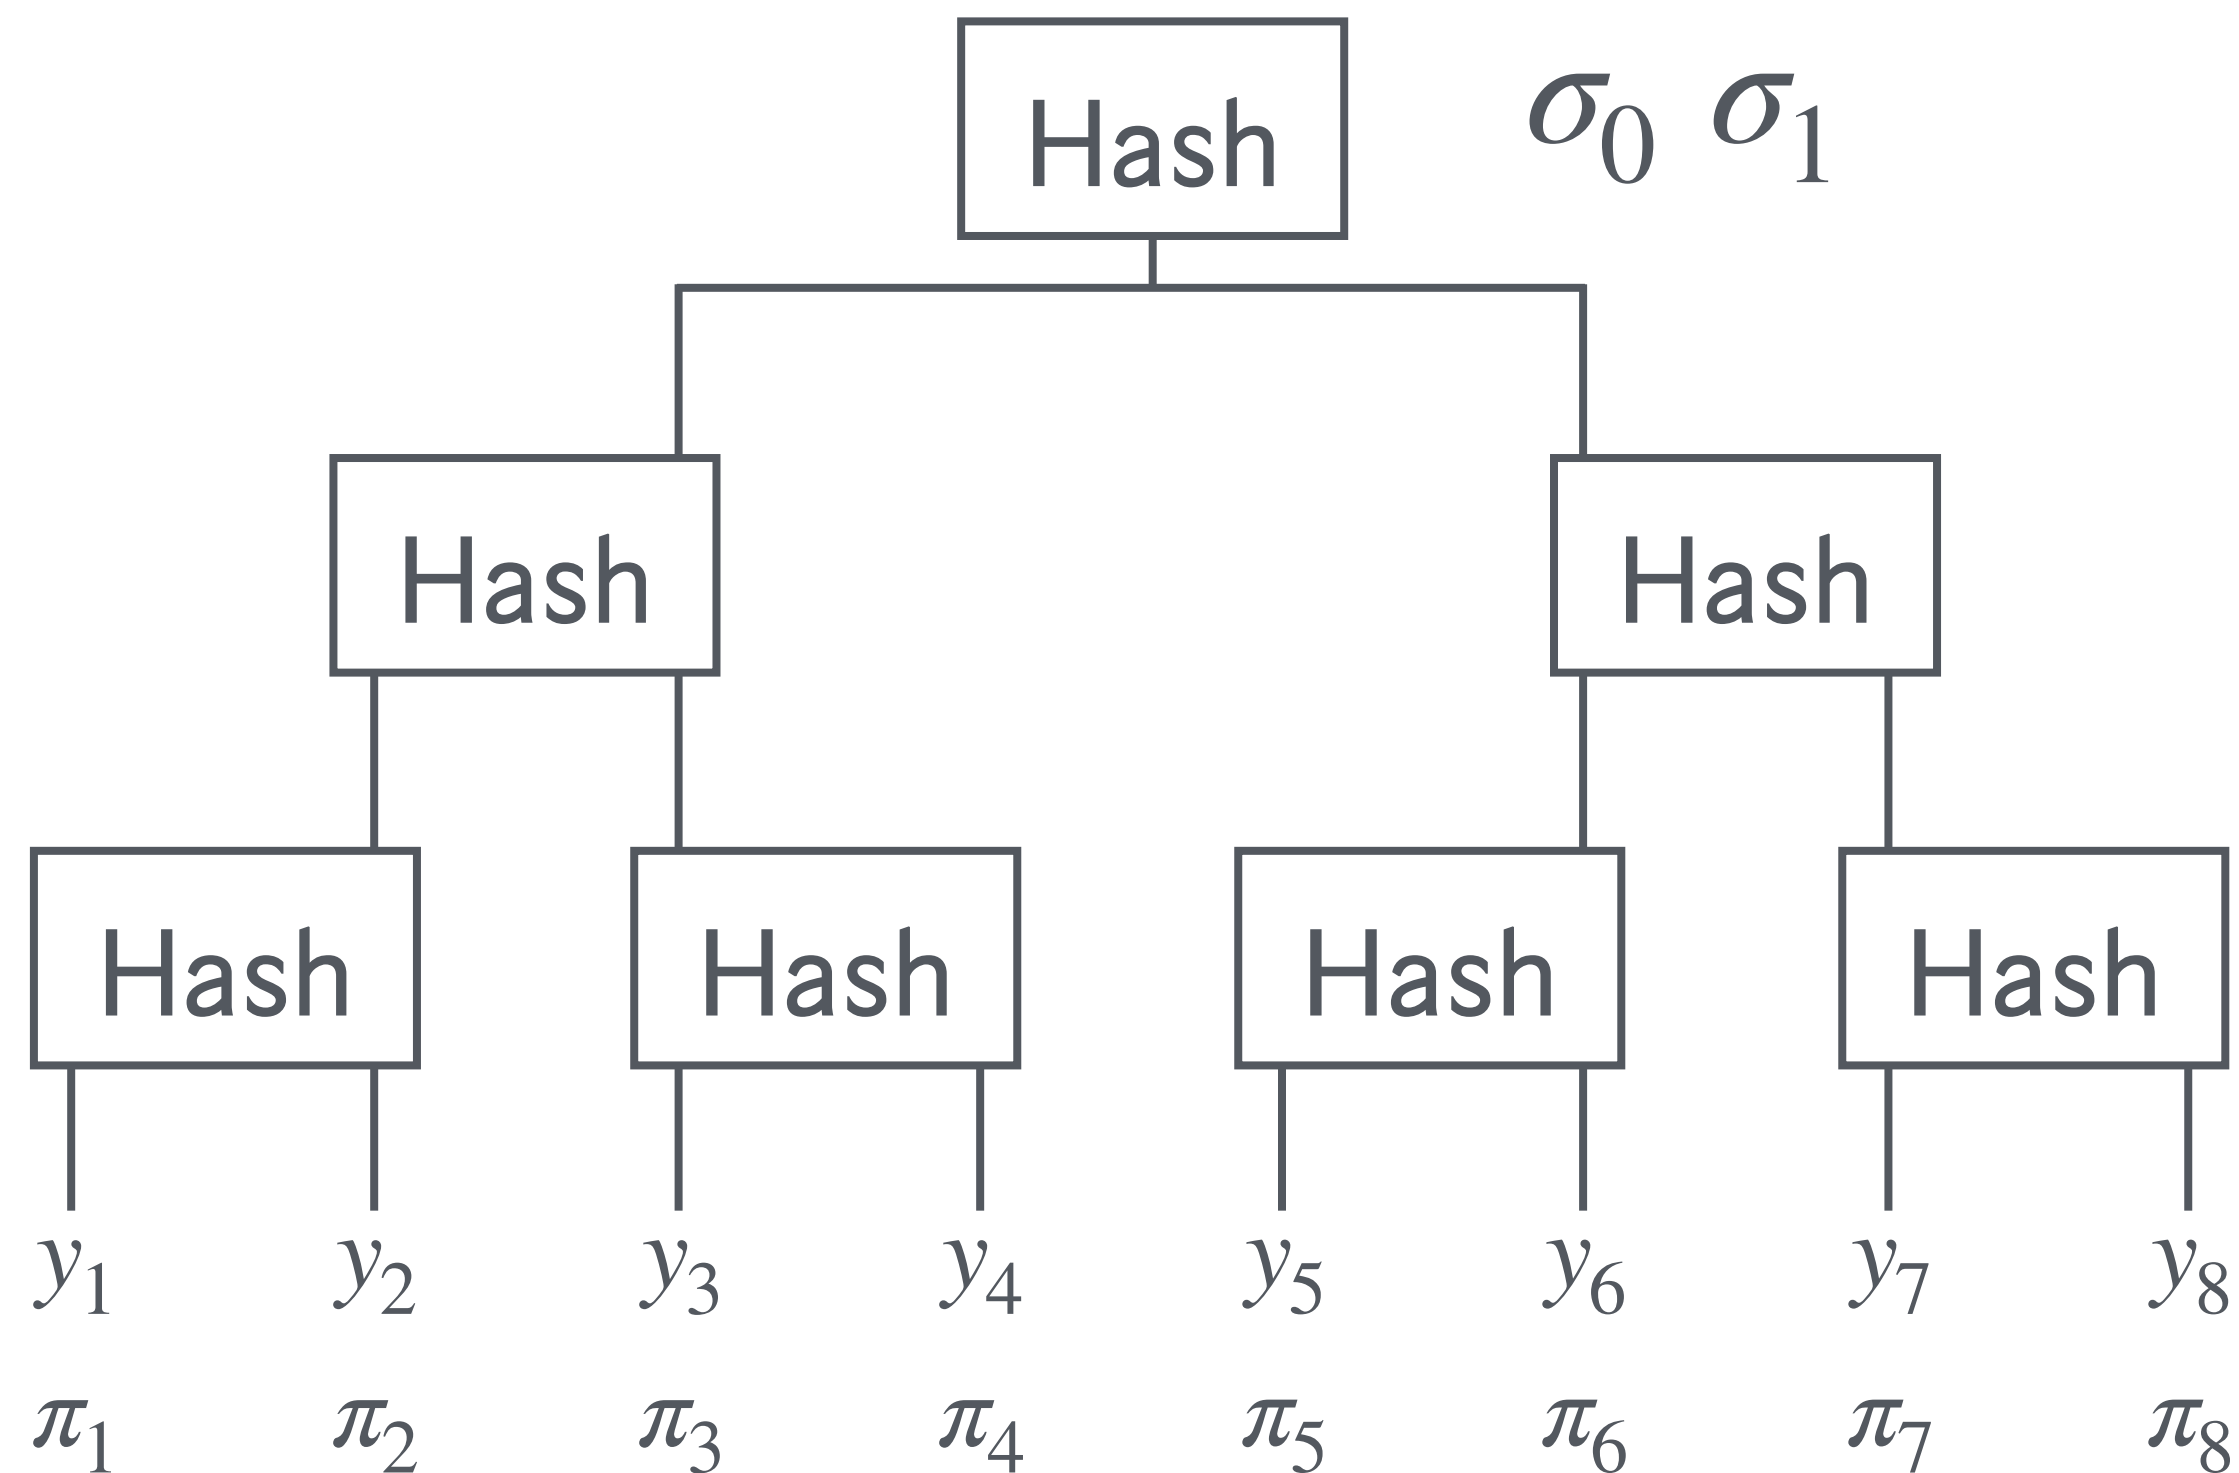 Hash σ₀ σ₁
Hash Hash
Hash Hash Hash Hash
y₁ y₂ y₃ y₄ y₅ y₆ y₇ y₈
π₁ π₂ π₃ π₄ π₅ π₆ π₇ π₈